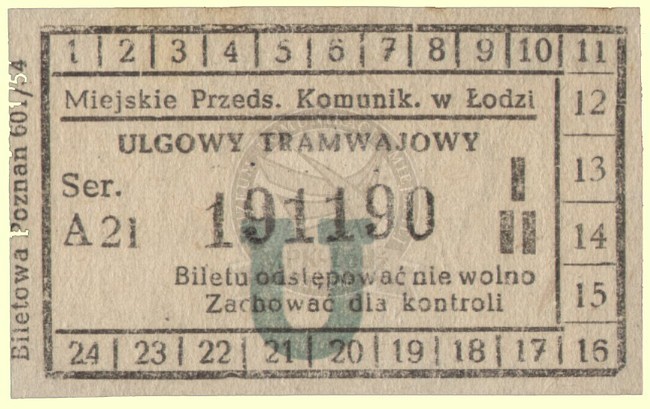 1 | 2 | 3 | 4 | 5 | 6 | 7 | 8 | 9 | 10 | 11
12
13
14
15
16
24 | 23 | 22 | 21 | 20 | 19 | 18 | 17
Miejskie Przeds. Komunik. w Łodzi
ULGOWY TRAMWAJOWY
Ser.
A 21
191190
I
II
U
Biletu odstępować nie wolno
Zachować dla kontroli
Biletowa Poznań 601/54